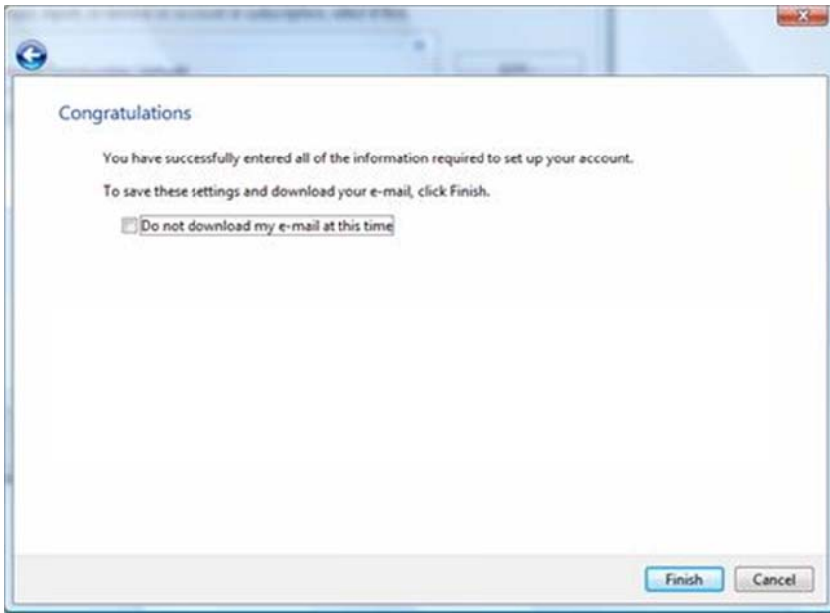 Congratulations
You have successfully entered all of the information required to set up your account.
To save these settings and download your e-mail, click Finish.
Do not download my e-mail at this time
Finish
Cancel